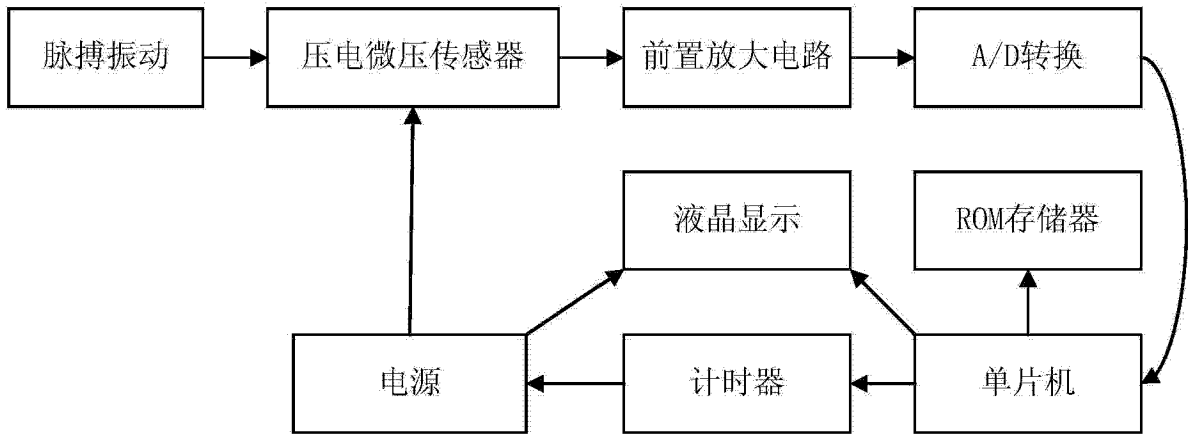 脉搏振动
压电微压传感器
前置放大电路
A/D转换
液晶显示
ROM存储器
电源
计时器
单片机